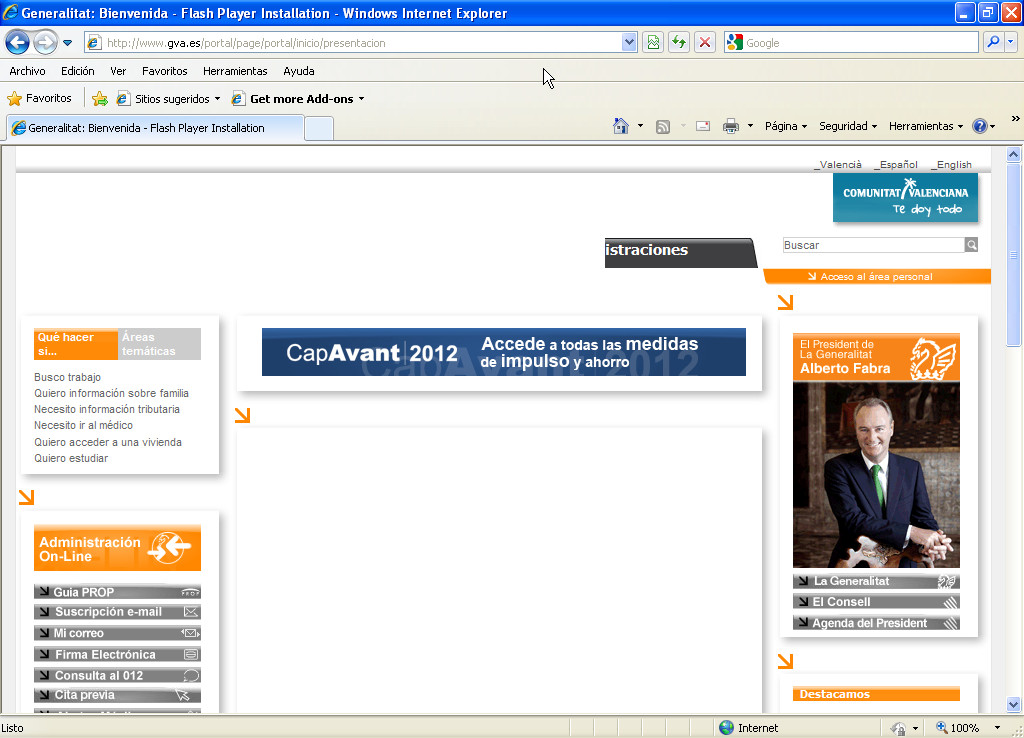 Generalitat: Bienvenida - Flash Player Installation - Windows Internet Explorer
http://www.gva.es/portal/page/portal/inicio/presentacion
Google
Archivo Edición Ver Favoritos Herramientas Ayuda
Favoritos Sitios sugeridos Get more Add-ons
Generalitat: Bienvenida - Flash Player Installation
Página Seguridad Herramientas »
_Valencià _Español _English
COMUNITAT VALENCIANA
Te doy todo
istraciones
Buscar
Acceso al área personal
Qué hacer si...
Áreas temáticas
Busco trabajo
Quiero información sobre familia
Necesito información tributaria
Necesito ir al médico
Quiero acceder a una vivienda
Quiero estudiar
CapAvant 2012
Accede a todas las medidas
de impulso y ahorro
El President de
La Generalitat
Alberto Fabra
Administración
On-Line
Guía PROP
Suscripción e-mail
Mi correo
Firma Electrónica
Consulta al 012
Cita previa
La Generalitat
El Consell
Agenda del President
Destacamos
Listo
Internet
100%